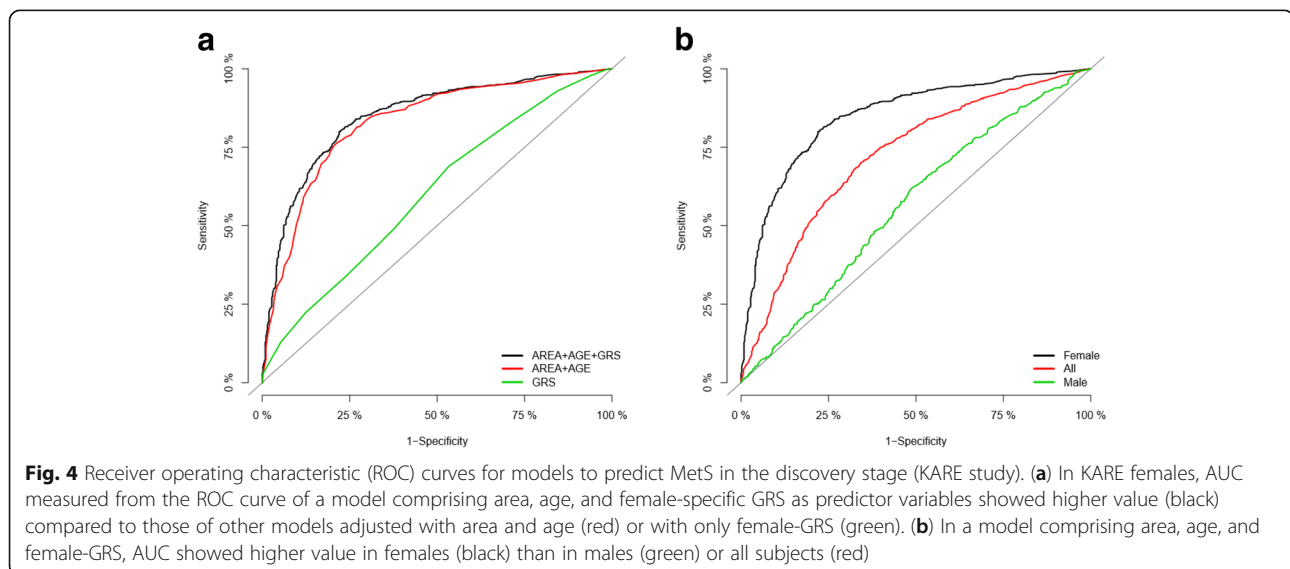 a
b
100 %
75 %
50 %
25 %
0 %
Sensitivity
AREA+AGE+GRS
AREA+AGE
GRS
0 %
25 %
50 %
75 %
100 %
1−Specificity
100 %
75 %
50 %
25 %
0 %
Sensitivity
Female
All
Male
0 %
25 %
50 %
75 %
100 %
1−Specificity
Fig. 4 Receiver operating characteristic (ROC) curves for models to predict MetS in the discovery stage (KARE study). (a) In KARE females, AUC
measured from the ROC curve of a model comprising area, age, and female-specific GRS as predictor variables showed higher value (black)
compared to those of other models adjusted with area and age (red) or with only female-GRS (green). (b) In a model comprising area, age, and
female-GRS, AUC showed higher value in females (black) than in males (green) or all subjects (red)